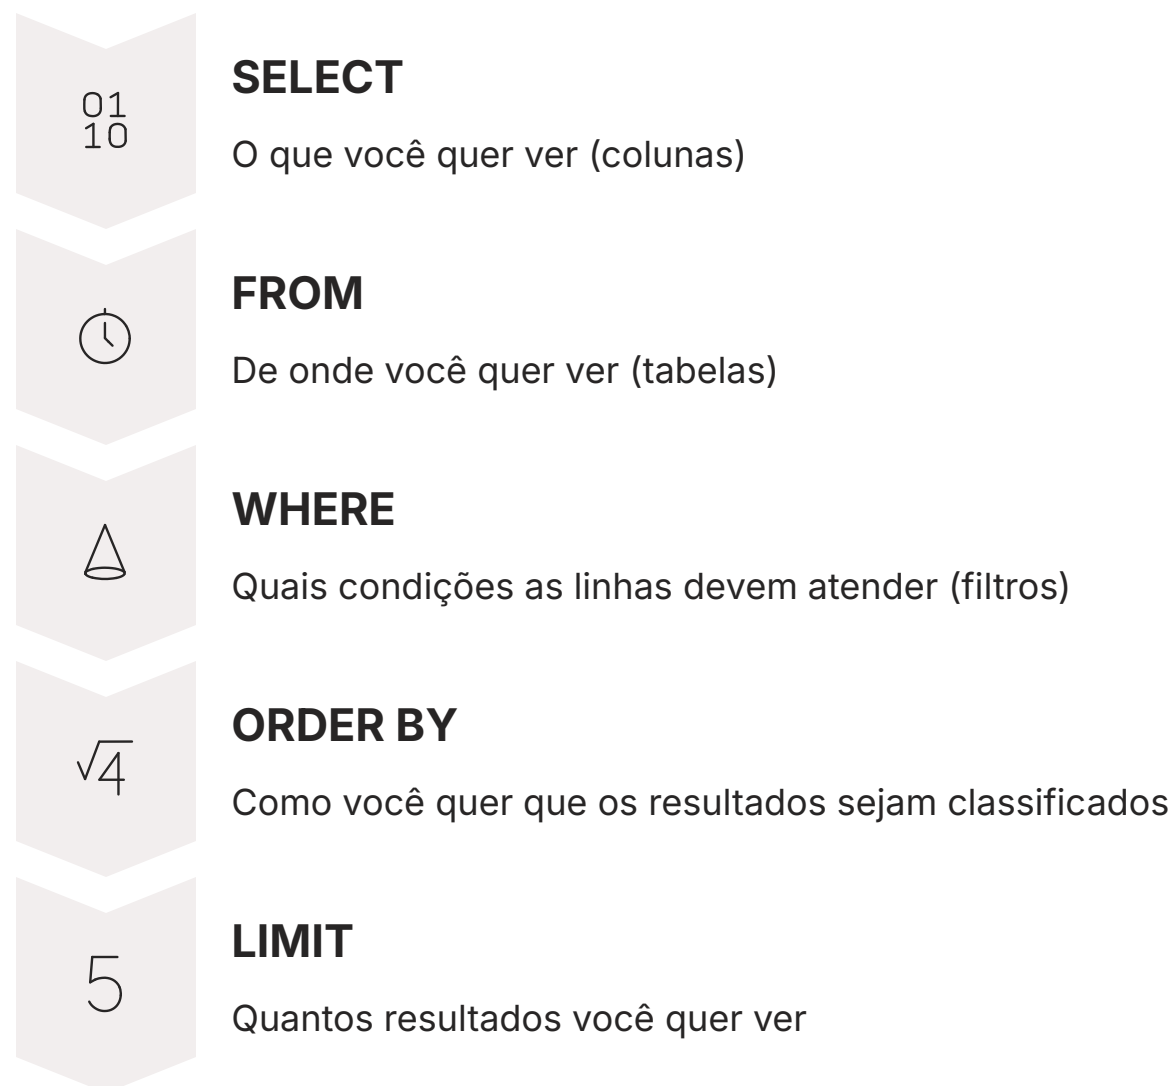 01
10
SELECT
O que você quer ver (colunas)
FROM
De onde você quer ver (tabelas)
WHERE
Quais condições as linhas devem atender (filtros)
√4
ORDER BY
Como você quer que os resultados sejam classificados
5
LIMIT
Quantos resultados você quer ver